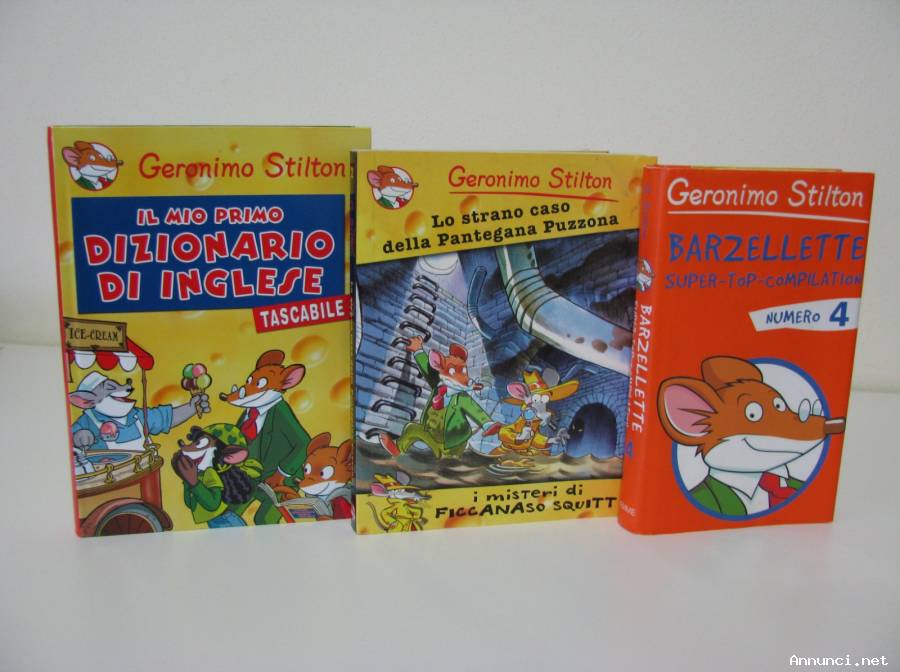 Geronimo Stilton
IL MIO PRIMO
DIZIONARIO
DI INGLESE
TASCABILE
ICE-CREAM
Geronimo Stilton
Lo strano caso
della Pantegana Puzzona
i misteri di
FICCANASO SQUITT
BARZELLETTE
4
Geronimo Stilton
BARZELLETTE
SUPER-TOP-COMPILATION
NUMERO 4
Annunci.net